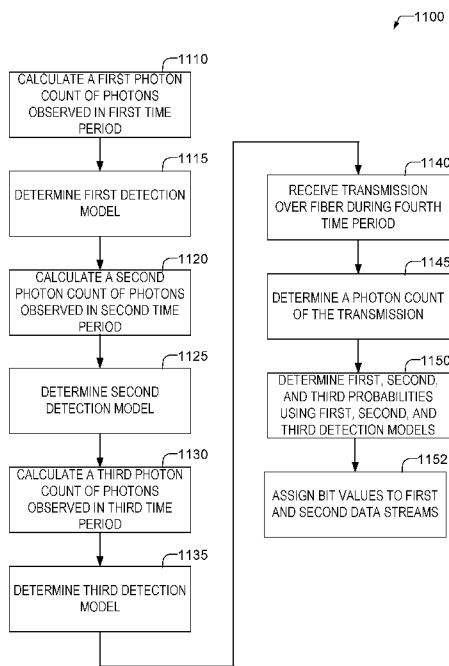 1100
1110
CALCULATE A FIRST PHOTON
COUNT OF PHOTONS
OBSERVED IN FIRST TIME
PERIOD
1115
DETERMINE FIRST DETECTION
MODEL
1120
CALCULATE A SECOND
PHOTON COUNT OF PHOTONS
OBSERVED IN SECOND TIME
PERIOD
1125
DETERMINE SECOND
DETECTION MODEL
1130
CALCULATE A THIRD PHOTON
COUNT OF PHOTONS
OBSERVED IN THIRD TIME
PERIOD
1135
DETERMINE THIRD DETECTION
MODEL
1140
RECEIVE TRANSMISSION
OVER FIBER DURING FOURTH
TIME PERIOD
1145
DETERMINE A PHOTON COUNT
OF THE TRANSMISSION
1150
DETERMINE FIRST, SECOND,
AND THIRD PROBABILITIES
USING FIRST, SECOND, AND
THIRD DETECTION MODELS
1152
ASSIGN BIT VALUES TO FIRST
AND SECOND DATA STREAMS